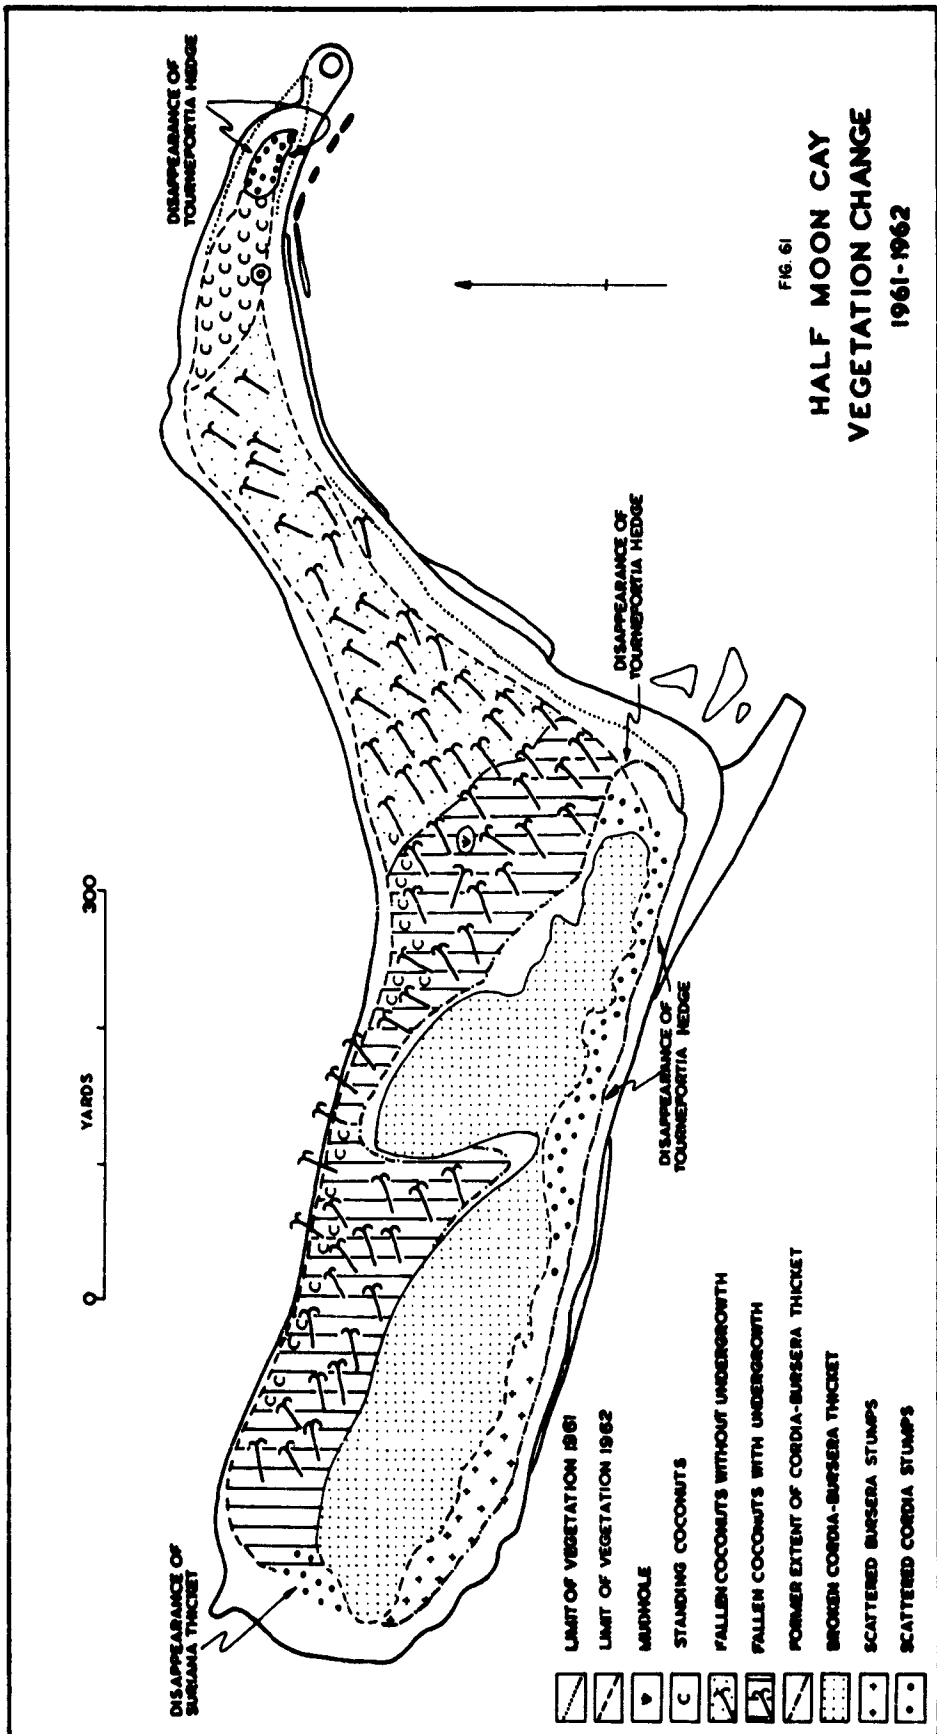 DISAPPEARANCE OF
TOURNEFORTIA HEDGE
FIG. 61
HALF MOON CAY
VEGETATION CHANGE
1961-1962
DISAPPEARANCE OF
TOURNEFORTIA HEDGE
DISAPPEARANCE OF
TOURNEFORTIA HEDGE
DISAPPEARANCE OF
SURIANA THICKET
0
YARDS
300
LIMIT OF VEGETATION 1961
LIMIT OF VEGETATION 1962
MUDHOLE
C STANDING COCONUTS
FALLEN COCONUTS WITHOUT UNDERGROWTH
FALLEN COCONUTS WITH UNDERGROWTH
FORMER EXTENT OF CORDIA-BURSERA THICKET
BROKEN CORDIA-BURSERA THICKET
SCATTERED BURSERA STUMPS
SCATTERED CORDIA STUMPS